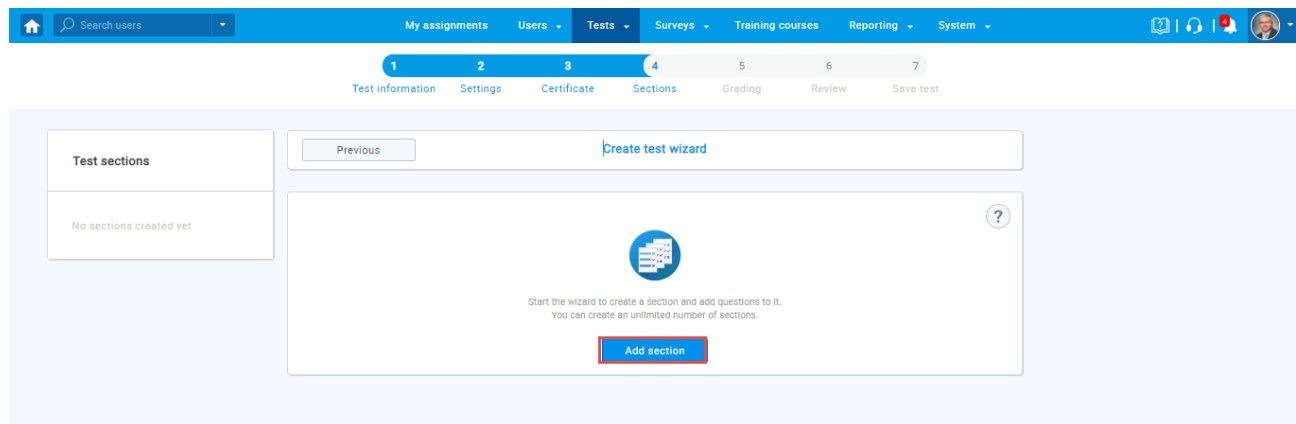 Search users
My assignments Users Tests Surveys Training courses Reporting System
4
1 2 3 4 5 6 7
Test information Settings Certificate Sections Grading Review Save test
Test sections
No sections created yet
Previous
Create test wizard
?
Start the wizard to create a section and add questions to it.
You can create an unlimited number of sections.
Add section